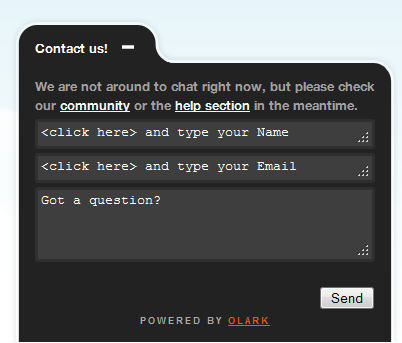 Contact us!
We are not around to chat right now, but please check
our community or the help section in the meantime.
<click here> and type your Name
<click here> and type your Email
Got a question?
Send
POWERED BY OLARK